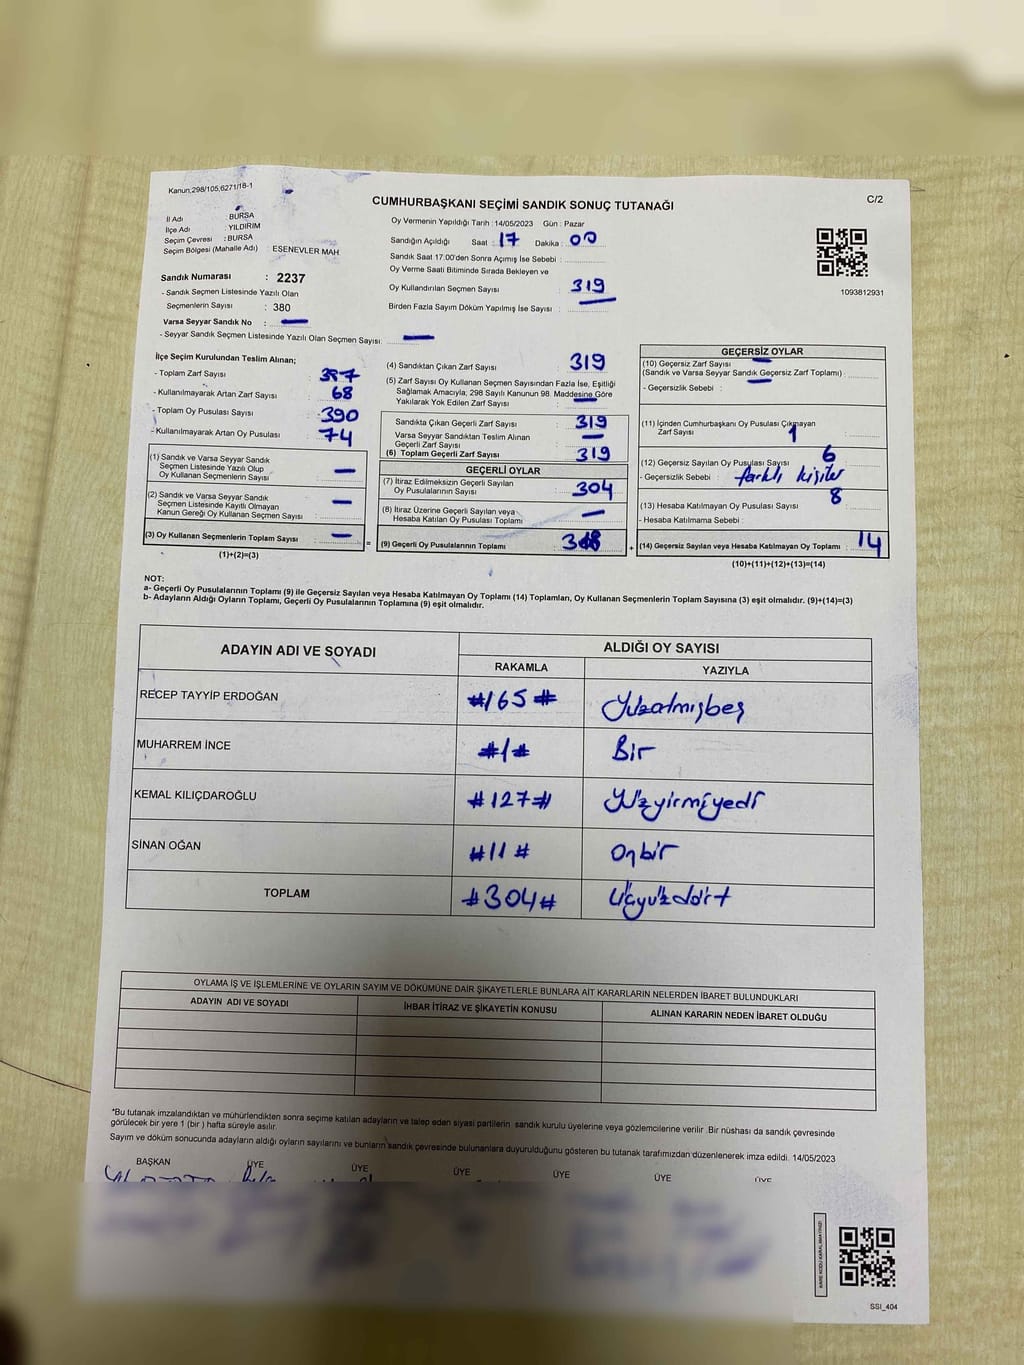 Kanun;298/105,6271/18-1
C/2
CUMHURBAŞKANI SEÇİMİ SANDIK SONUÇ TUTANAĞI
İl Adı : BURSA
İlçe Adı : YILDIRIM
Seçim Çevresi : BURSA
Seçim Bölgesi (Mahalle Adı) : ESENEVLER MAH
Sandık Numarası : 2237
- Sandık Seçmen Listesinde Yazılı Olan
Seçmenlerin Sayısı : 380
Varsa Seyyar Sandık No : —
- Seyyar Sandık Seçmen Listesinde Yazılı Olan Seçmen Sayısı: —
Oy Vermenin Yapıldığı Tarih : 14/05/2023 Gün : Pazar
Sandığın Açıldığı Saat : 17 Dakika : 00
Sandık Saat 17:00'den Sonra Açımış İse Sebebi :
Oy Verme Saati Bitiminde Sırada Bekleyen ve
Oy Kullandırılan Seçmen Sayısı 319
Birden Fazla Sayım Döküm Yapılmış İse Sayısı :
1093812931
İlçe Seçim Kurulundan Teslim Alınan;
- Toplam Zarf Sayısı : 387
- Kullanılmayarak Artan Zarf Sayısı : 68
- Toplam Oy Pusulası Sayısı : 390
- Kullanılmayarak Artan Oy Pusulası : 74
(1) Sandık ve Varsa Seyyar Sandık
Seçmen Listesinde Yazılı Olup
Oy Kullanan Seçmenlerin Sayısı : —
(2) Sandık ve Varsa Seyyar Sandık
Seçmen Listesinde Kayıtlı Olmayan
Kanun Gereği Oy Kullanan Seçmen Sayısı : —
(3) Oy Kullanan Seçmenlerin Toplam Sayısı : —
(1)+(2)=(3)
=
(4) Sandıktan Çıkan Zarf Sayısı 319
(5) Zarf Sayısı Oy Kullanan Seçmen Sayısından Fazla İse, Eşitliği
Sağlamak Amacıyla; 298 Sayılı Kanunun 98. Maddesine Göre
Yakılarak Yok Edilen Zarf Sayısı : —
Sandıkta Çıkan Geçerli Zarf Sayısı : 319
Varsa Seyyar Sandıktan Teslim Alınan
Geçerli Zarf Sayısı : —
(6) Toplam Geçerli Zarf Sayısı : 319
GEÇERLİ OYLAR
(7) İtiraz Edilmeksizin Geçerli Sayılan
Oy Pusulalarının Sayısı : 304
(8) İtiraz Üzerine Geçerli Sayılan veya
Hesaba Katılan Oy Pusulası Toplamı : —
(9) Geçerli Oy Pusulalarının Toplamı :
+
GEÇERSİZ OYLAR
(10) Geçersiz Zarf Sayısı —
(Sandık ve Varsa Seyyar Sandık Geçersiz Zarf Toplamı) : —
- Geçersizlik Sebebi :
(11) İçinden Cumhurbaşkanı Oy Pusulası Çıkmayan
Zarf Sayısı 1
(12) Geçersiz Sayılan Oy Pusulası Sayısı 6
- Geçersizlik Sebebi : farklı kişiler
(13) Hesaba Katılmayan Oy Pusulası Sayısı 8
- Hesaba Katılmama Sebebi :
(14) Geçersiz Sayılan veya Hesaba Katılmayan Oy Toplamı : 14
(10)+(11)+(12)+(13)=(14)
NOT:
a- Geçerli Oy Pusulalarının Toplamı (9) ile Geçersiz Sayılan veya Hesaba Katılmayan Oy Toplamı (14) Toplamları, Oy Kullanan Seçmenlerin Toplam Sayısına (3) eşit olmalıdır. (9)+(14)=(3)
b- Adayların Aldığı Oyların Toplamı, Geçerli Oy Pusulalarının Toplamına (9) eşit olmalıdır.
ADAYIN ADI VE SOYADI
ALDIĞI OY SAYISI
RAKAMLA YAZIYLA
RECEP TAYYİP ERDOĞAN #165# Yüzaltmışbeş
MUHARREM İNCE #1# Bir
KEMAL KILIÇDAROĞLU #127# Yüzyirmiyedi
SİNAN OĞAN #11# Onbir
TOPLAM #304# Üçyüzdört
OYLAMA İŞ VE İŞLEMLERİNE VE OYLARIN SAYIM VE DÖKÜMÜNE DAİR ŞİKAYETLERLE BUNLARA AİT KARARLARIN NELERDEN İBARET BULUNDUKLARI
ADAYIN ADI VE SOYADI İHBAR İTİRAZ VE ŞİKAYETİN KONUSU ALINAN KARARIN NEDEN İBARET OLDUĞU
*Bu tutanak imzalandıktan ve mühürlendikten sonra seçime katılan adayların ve talep eden siyasi partilerin sandık kurulu üyelerine veya gözlemcilerine verilir .Bir nüshası da sandık çevresinde
görülecek bir yere 1 (bir ) hafta süreyle asılır.
Sayım ve döküm sonucunda adayların aldığı oyların sayılarını ve bunların sandık çevresinde bulunanlara duyurulduğunu gösteren bu tutanak tarafımızdan düzenlenerek imza edildi. 14/05/2023
BAŞKAN ÜYE ÜYE ÜYE ÜYE ÜYE ÜYE
KARE KODU KARALAMAYINIZ!
SSI_404